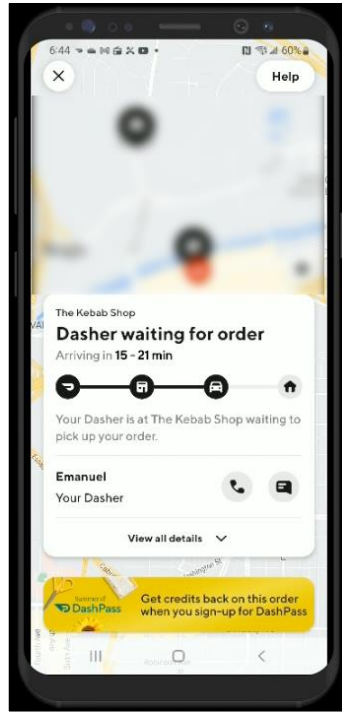 6:44
60%
Help
The Kebab Shop
Dasher waiting for order
Arriving in 15 - 21 min
Your Dasher is at The Kebab Shop waiting to
pick up your order.
Emanuel
Your Dasher
View all details
Summer of
DashPass
Get credits back on this order
when you sign-up for DashPass